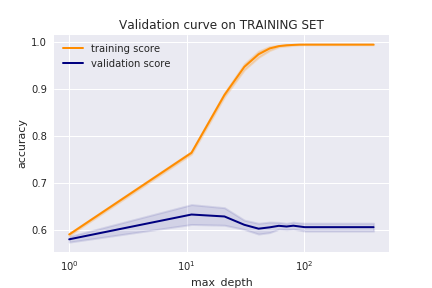 Validation curve on TRAINING SET
training score
validation score
accuracy
1.0
0.9
0.8
0.7
0.6
10⁰
10¹
10²
max_depth